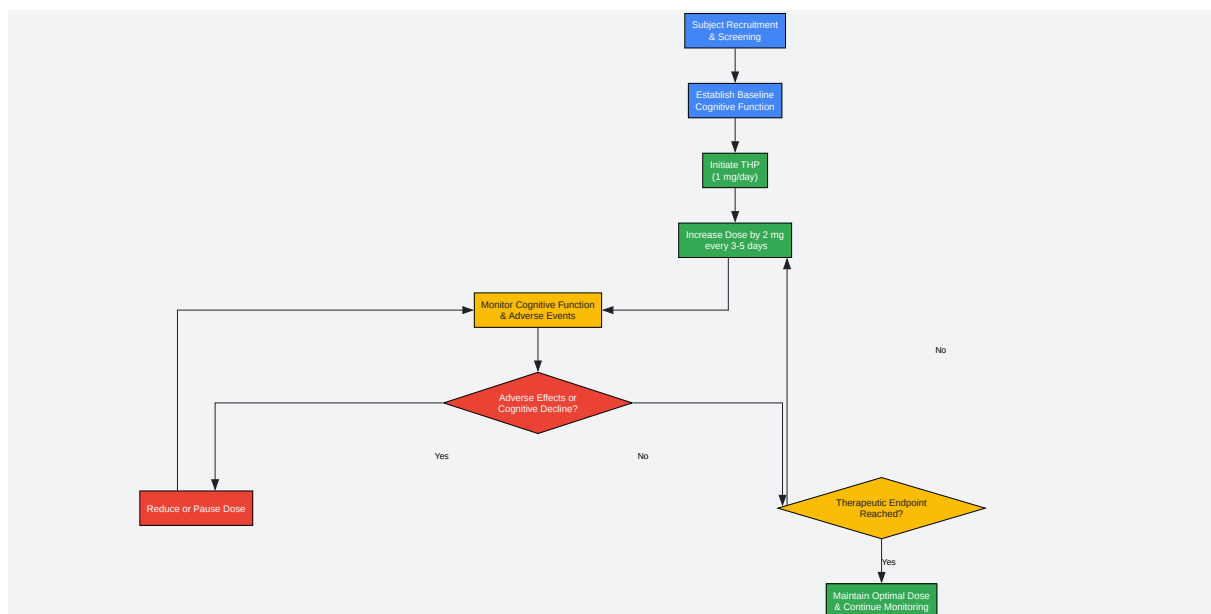 Subject Recruitment
& Screening
Establish Baseline
Cognitive Function
Initiate THP
(1 mg/day)
Increase Dose by 2 mg
every 3-5 days
Monitor Cognitive Function
& Adverse Events
No
Adverse Effects or
Cognitive Decline?
Yes
No
Reduce or Pause Dose
Therapeutic Endpoint
Reached?
Yes
Maintain Optimal Dose
& Continue Monitoring